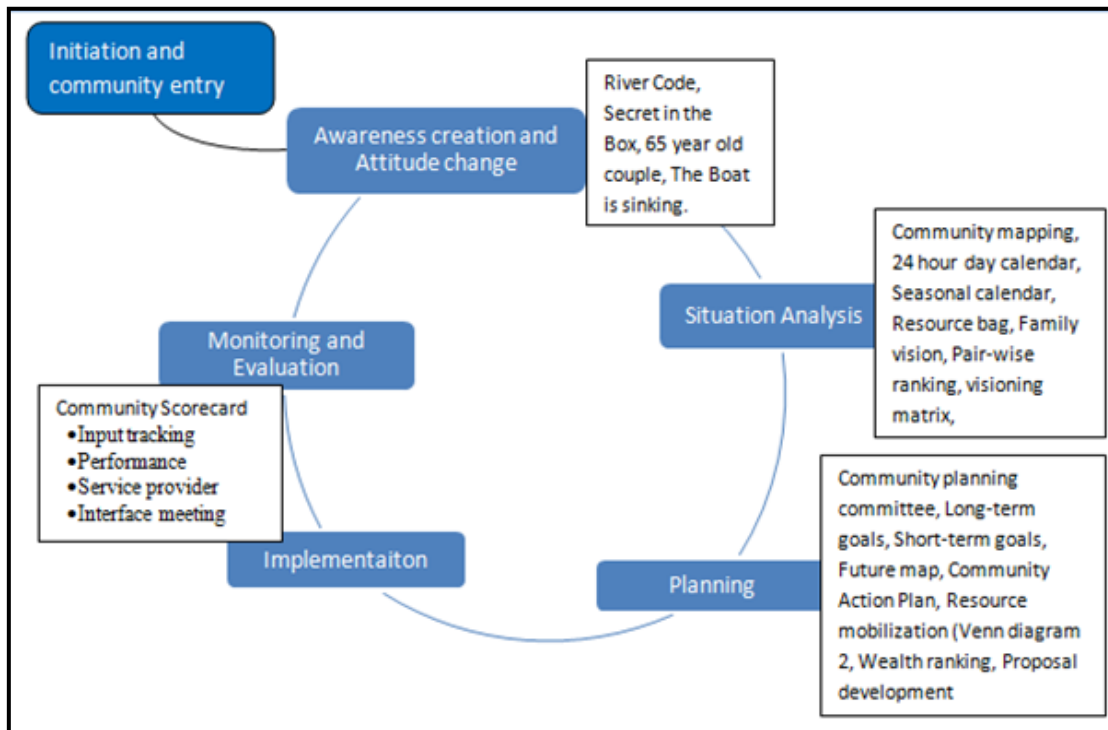 Initiation and
community entry
Awareness creation and
Attitude change
River Code,
Secret in the
Box, 65 year old
couple, The Boat
is sinking.
Situation Analysis
Community mapping,
24 hour day calendar,
Seasonal calendar,
Resource bag, Family
vision, Pair-wise
ranking, visioning
matrix,
Planning
Community planning
committee, Long-term
goals, Short-term goals,
Future map, Community
Action Plan, Resource
mobilization (Venn diagram
2, Wealth ranking, Proposal
development
Implementaiton
Monitoring and
Evaluation
Community Scorecard
•Input tracking
•Performance
•Service provider
•Interface meeting